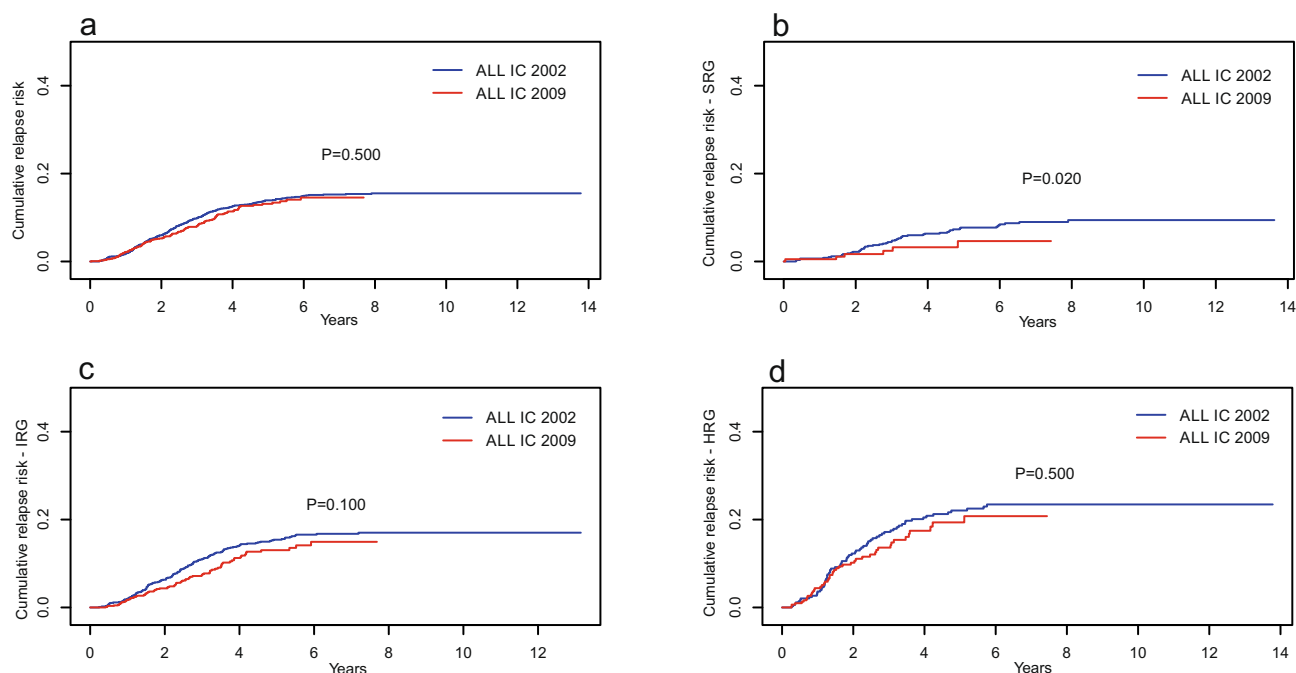 a
Cumulative relapse risk
0.4
0.2
0.0
ALL IC 2002
ALL IC 2009
P=0.500
0 2 4 6 8 10 12 14
Years
b
Cumulative relapse risk - SRG
0.4
0.2
0.0
ALL IC 2002
ALL IC 2009
P=0.020
0 2 4 6 8 10 12 14
Years
c
Cumulative relapse risk - IRG
0.4
0.2
0.0
ALL IC 2002
ALL IC 2009
P=0.100
0 2 4 6 8 10 12
Years
d
Cumulative relapse risk - HRG
0.4
0.2
0.0
ALL IC 2002
ALL IC 2009
P=0.500
0 2 4 6 8 10 12 14
Years